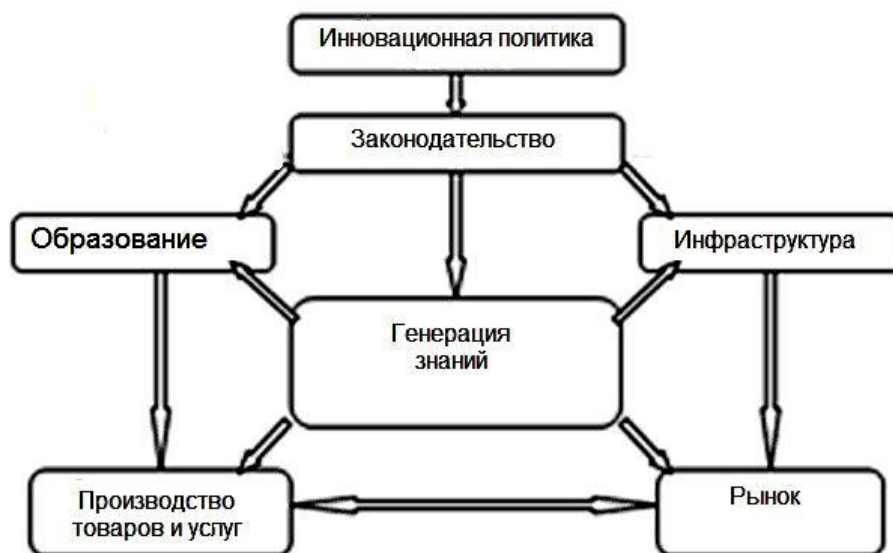 Инновационная политика
Законодательство
Образование
Инфраструктура
Генерация
знаний
Производство
товаров и услуг
Рынок